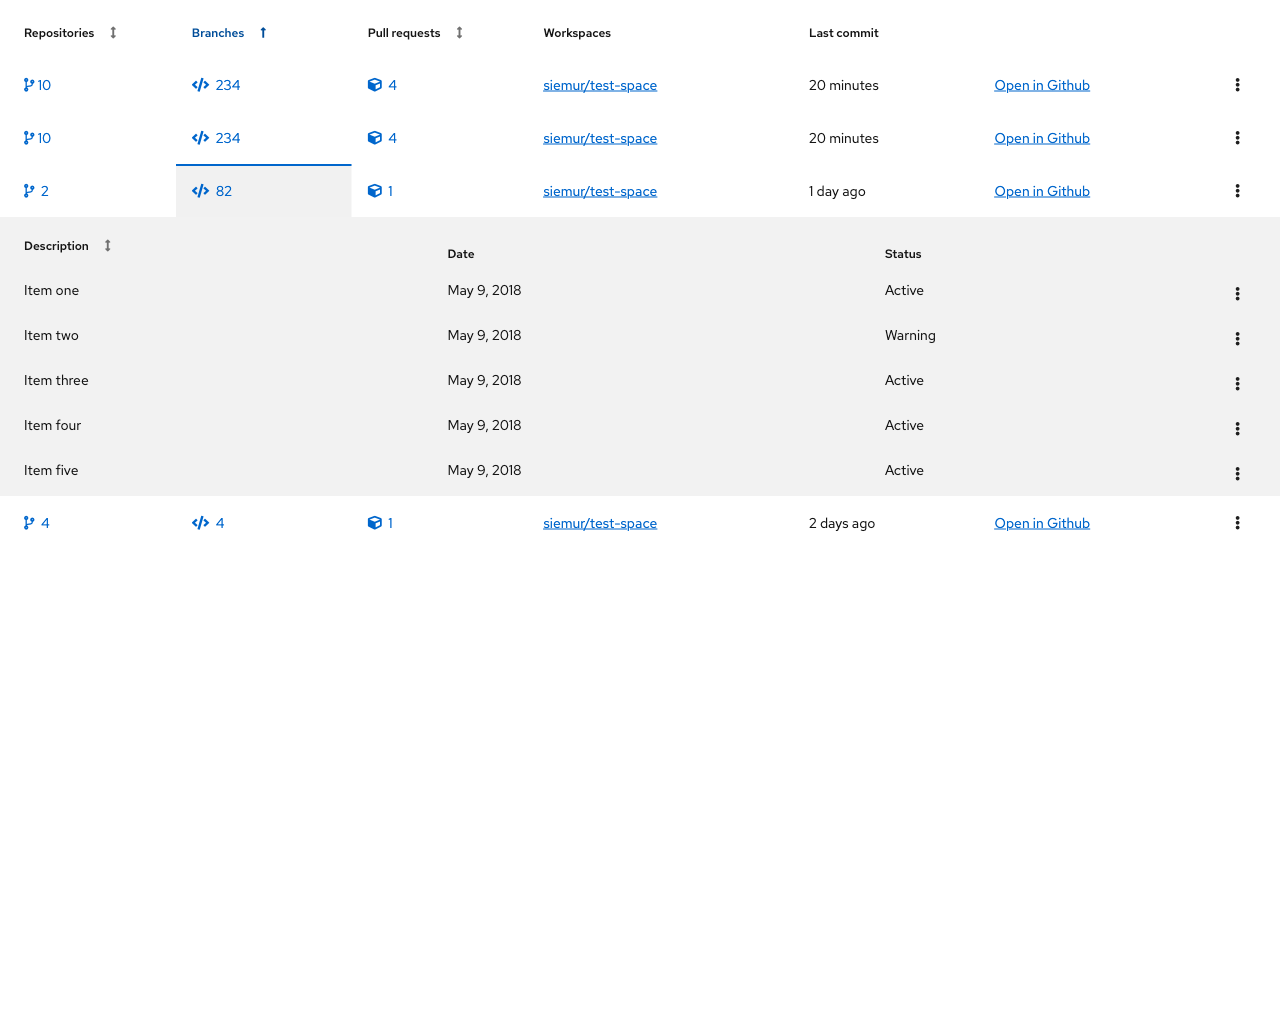 Repositories Branches Pull requests Workspaces Last commit
10 234 4 siemur/test-space 20 minutes Open in Github
10 234 4 siemur/test-space 20 minutes Open in Github
2 82 1 siemur/test-space 1 day ago Open in Github
Description Date Status
Item one May 9, 2018 Active
Item two May 9, 2018 Warning
Item three May 9, 2018 Active
Item four May 9, 2018 Active
Item five May 9, 2018 Active
4 4 1 siemur/test-space 2 days ago Open in Github